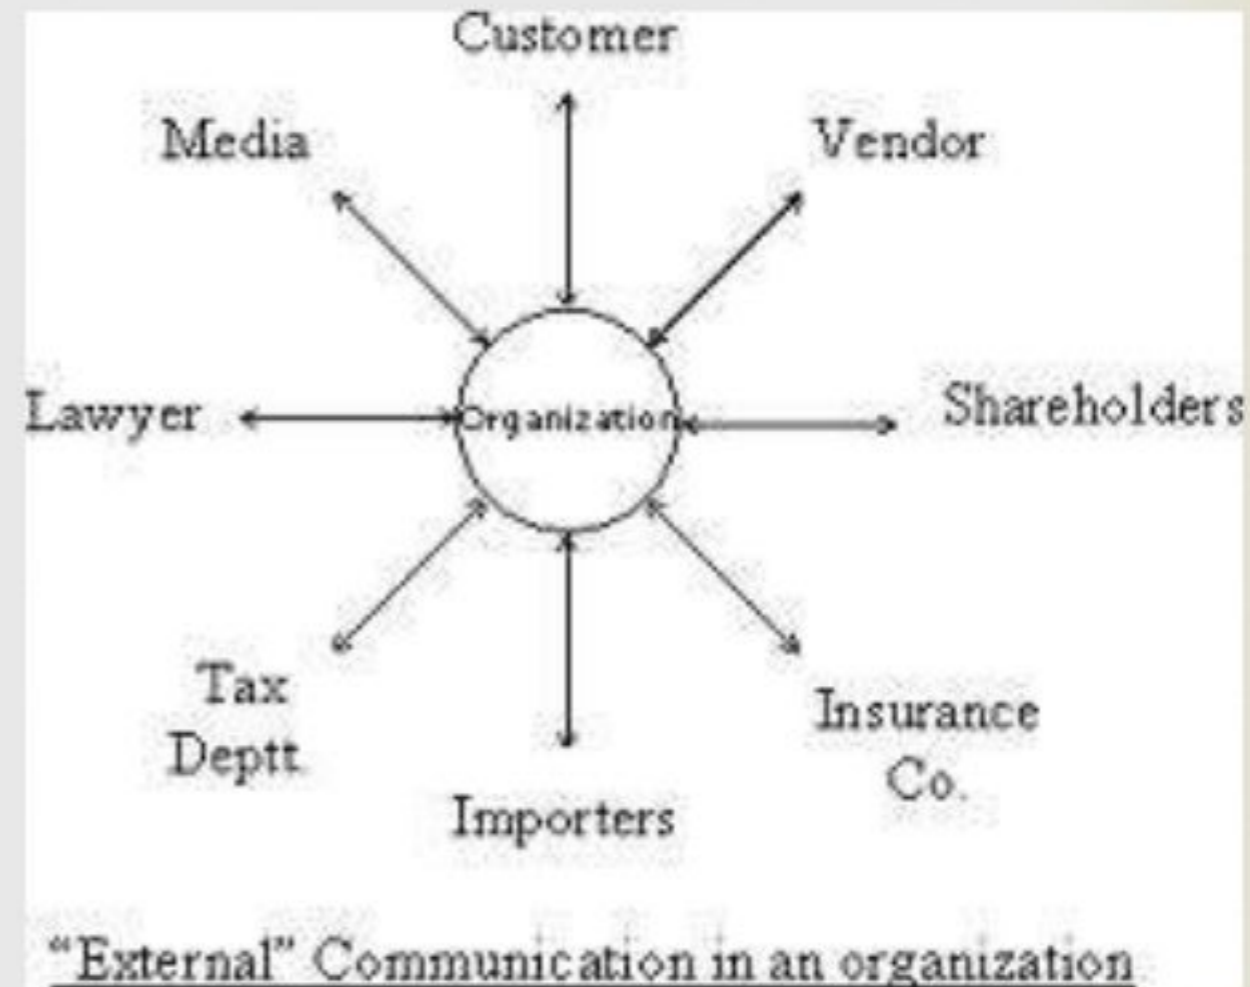 Customer
Media
Vendor
Lawyer
Organization
Shareholders
Tax
Deptt.
Insurance
Co.
Importers
“External” Communication in an organization